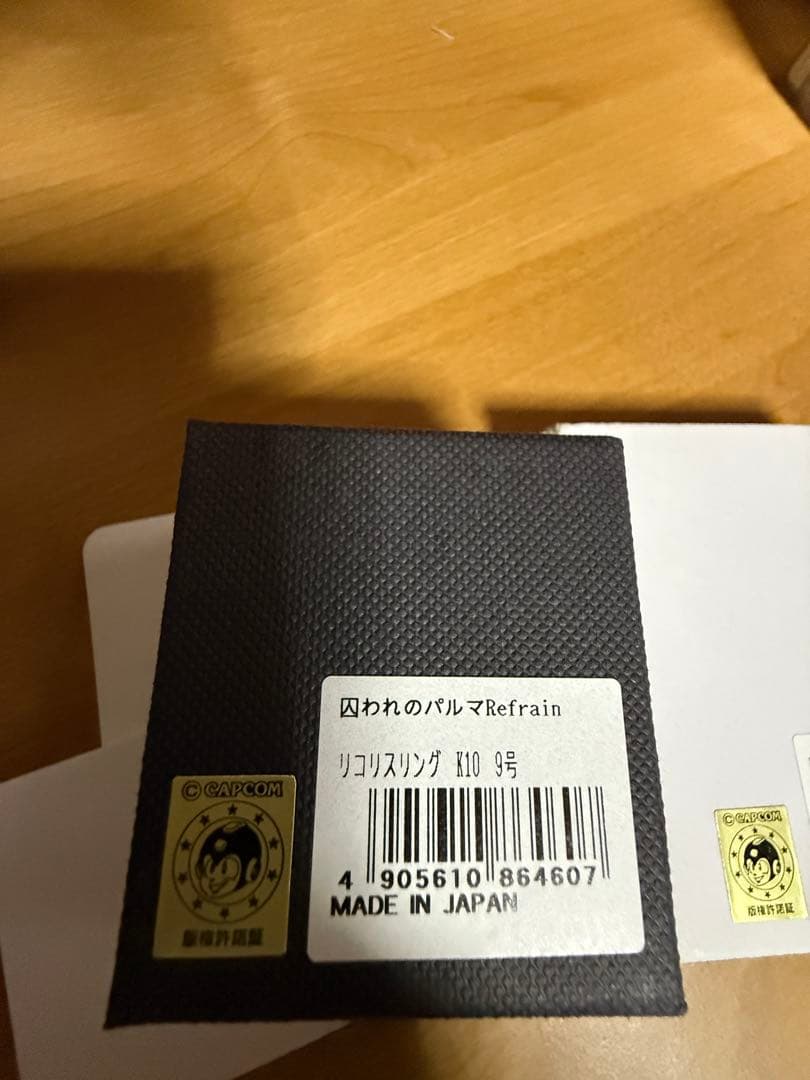 囚われのパルマRefrain
リコリスリング K10 9号
4 905610 864607
MADE IN JAPAN
© CAPCOM
版権許諾証
© CAPCOM
版権許諾証